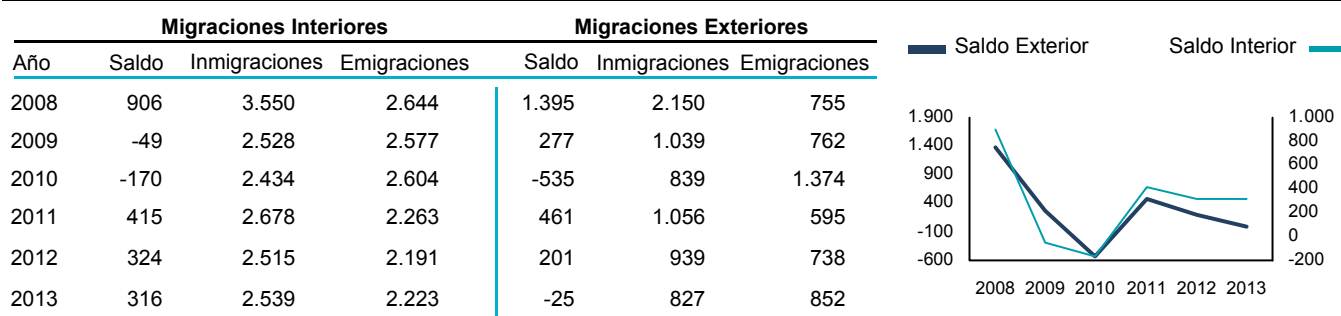 Migraciones Interiores Migraciones Exteriores
Año Saldo Inmigraciones Emigraciones Saldo Inmigraciones Emigraciones
2008 906 3.550 2.644 1.395 2.150 755
2009 -49 2.528 2.577 277 1.039 762
2010 -170 2.434 2.604 -535 839 1.374
2011 415 2.678 2.263 461 1.056 595
2012 324 2.515 2.191 201 939 738
2013 316 2.539 2.223 -25 827 852
Saldo Exterior Saldo Interior
1.900 1.000
1.400 800
900 600
400 400
-100 200
-600 0
-200
2008 2009 2010 2011 2012 2013